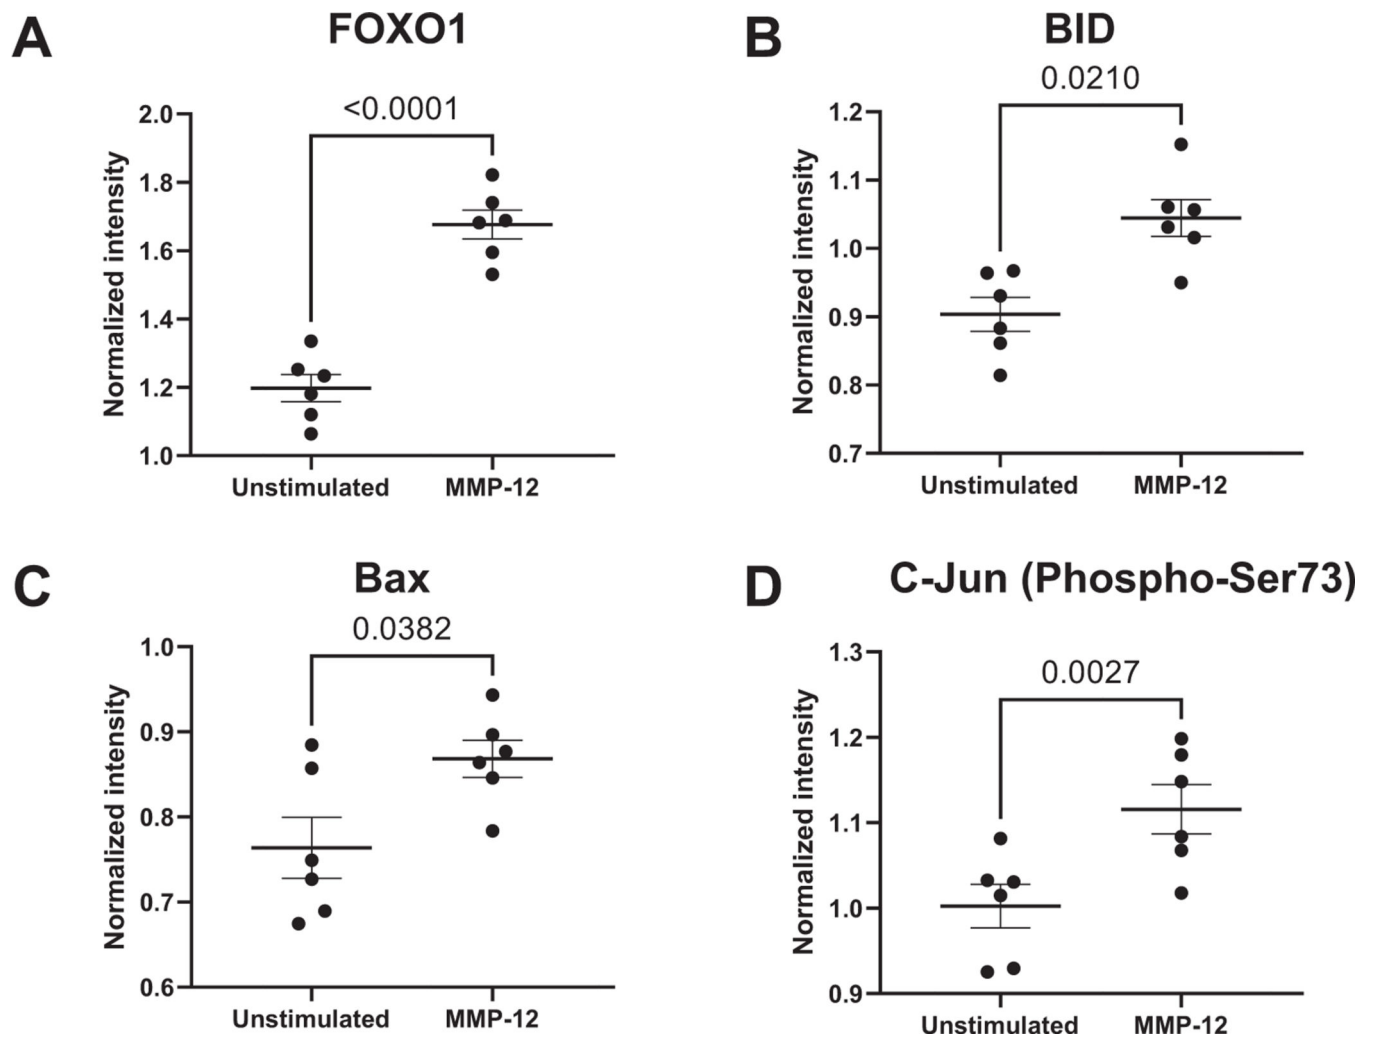 A
FOXO1
<0.0001
2.0
1.8
1.6
1.4
1.2
1.0
Normalized intensity
Unstimulated MMP-12
B
BID
0.0210
1.2
1.1
1.0
0.9
0.8
0.7
Normalized intensity
Unstimulated MMP-12
C
Bax
0.0382
1.0
0.9
0.8
0.7
0.6
Normalized intensity
Unstimulated MMP-12
D
C-Jun (Phospho-Ser73)
0.0027
1.3
1.2
1.1
1.0
0.9
Normalized intensity
Unstimulated MMP-12